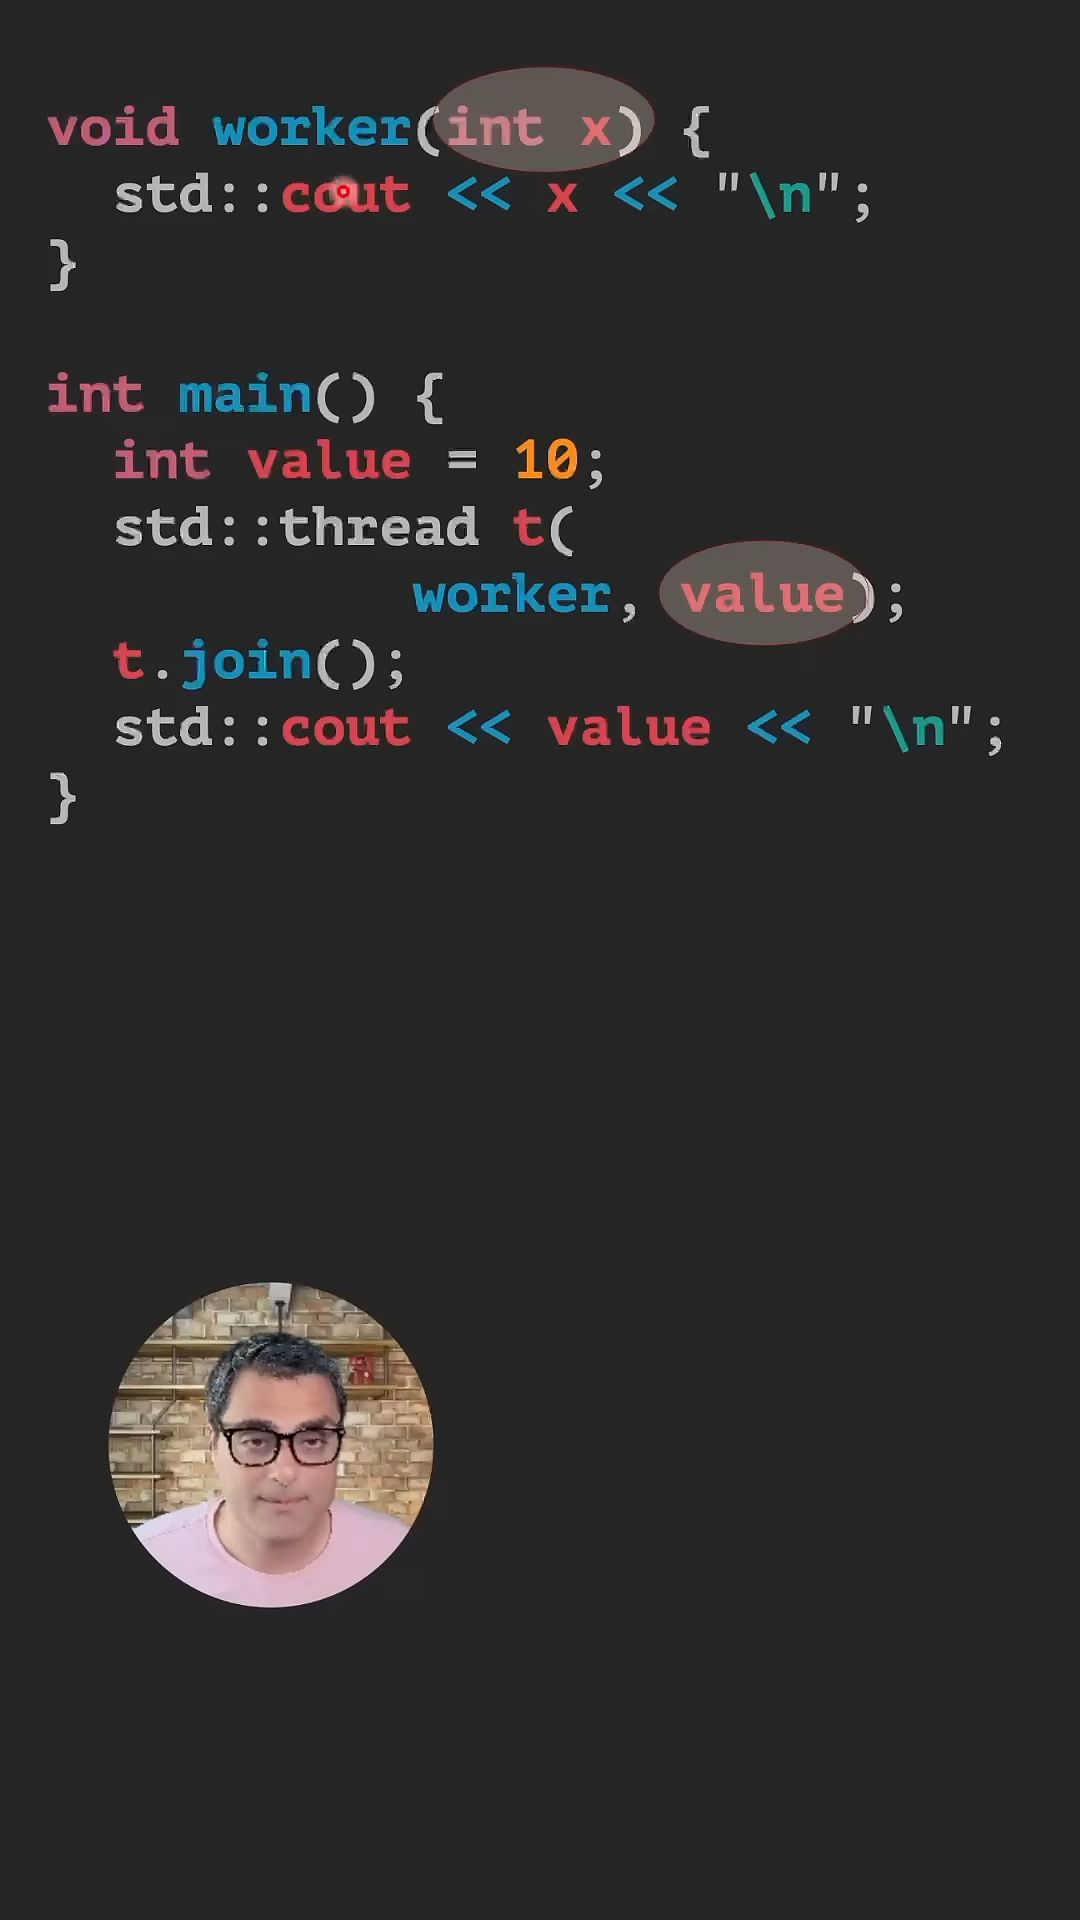 void worker(int x) {
  std::cout << x << "\n";
}
int main() {
  int value = 10;
  std::thread t(
           worker, value);
  t.join();
  std::cout << value << "\n";
}